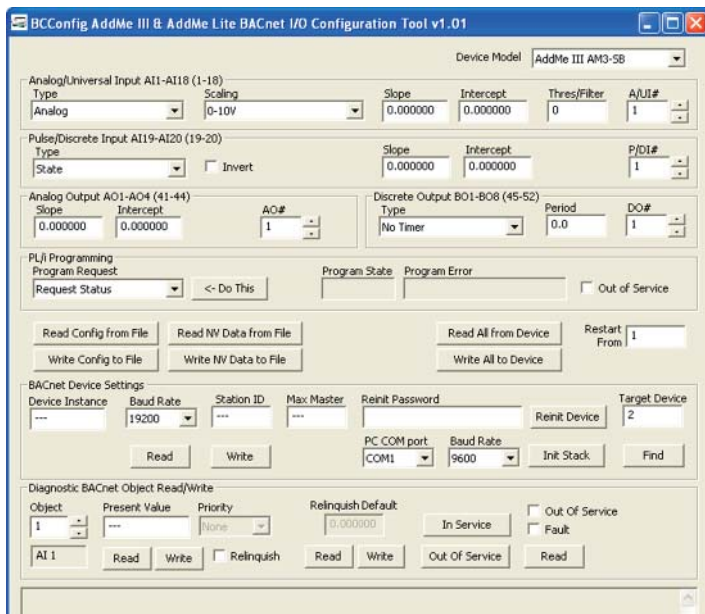 BCConfig AddMe III & AddMe Lite BACnet I/O Configuration Tool v1.01
Device Model AddMe III AM3-SB
Analog/Universal Input AI1-AI18 (1-18)
Type Scaling Slope Intercept Thres/Filter A/UI#
Analog 0-10V 0.000000 0.000000 0 1
Pulse/Discrete Input AI19-AI20 (19-20)
Type Slope Intercept P/DI#
State Invert 0.000000 0.000000 1
Analog Output AO1-AO4 (41-44) Discrete Output BO1-BO8 (45-52)
Slope Intercept AO# Type Period DO#
0.000000 0.000000 1 No Timer 0.0 1
PL/i Programming
Program Request Program State Program Error
Request Status <- Do This Out of Service
Read Config from File Read NV Data from File Read All from Device Restart From 1
Write Config to File Write NV Data to File Write All to Device
BACnet Device Settings
Device Instance Baud Rate Station ID Max Master Reinit Password Target Device
--- 19200 --- --- Reinit Device 2
PC COM port Baud Rate
Read Write COM1 9600 Init Stack Find
Diagnostic BACnet Object Read/Write
Object Present Value Priority Relinquish Default Out Of Service
1 --- None 0.000000 In Service Fault
AI 1 Read Write Relinquish Read Write Out Of Service Read